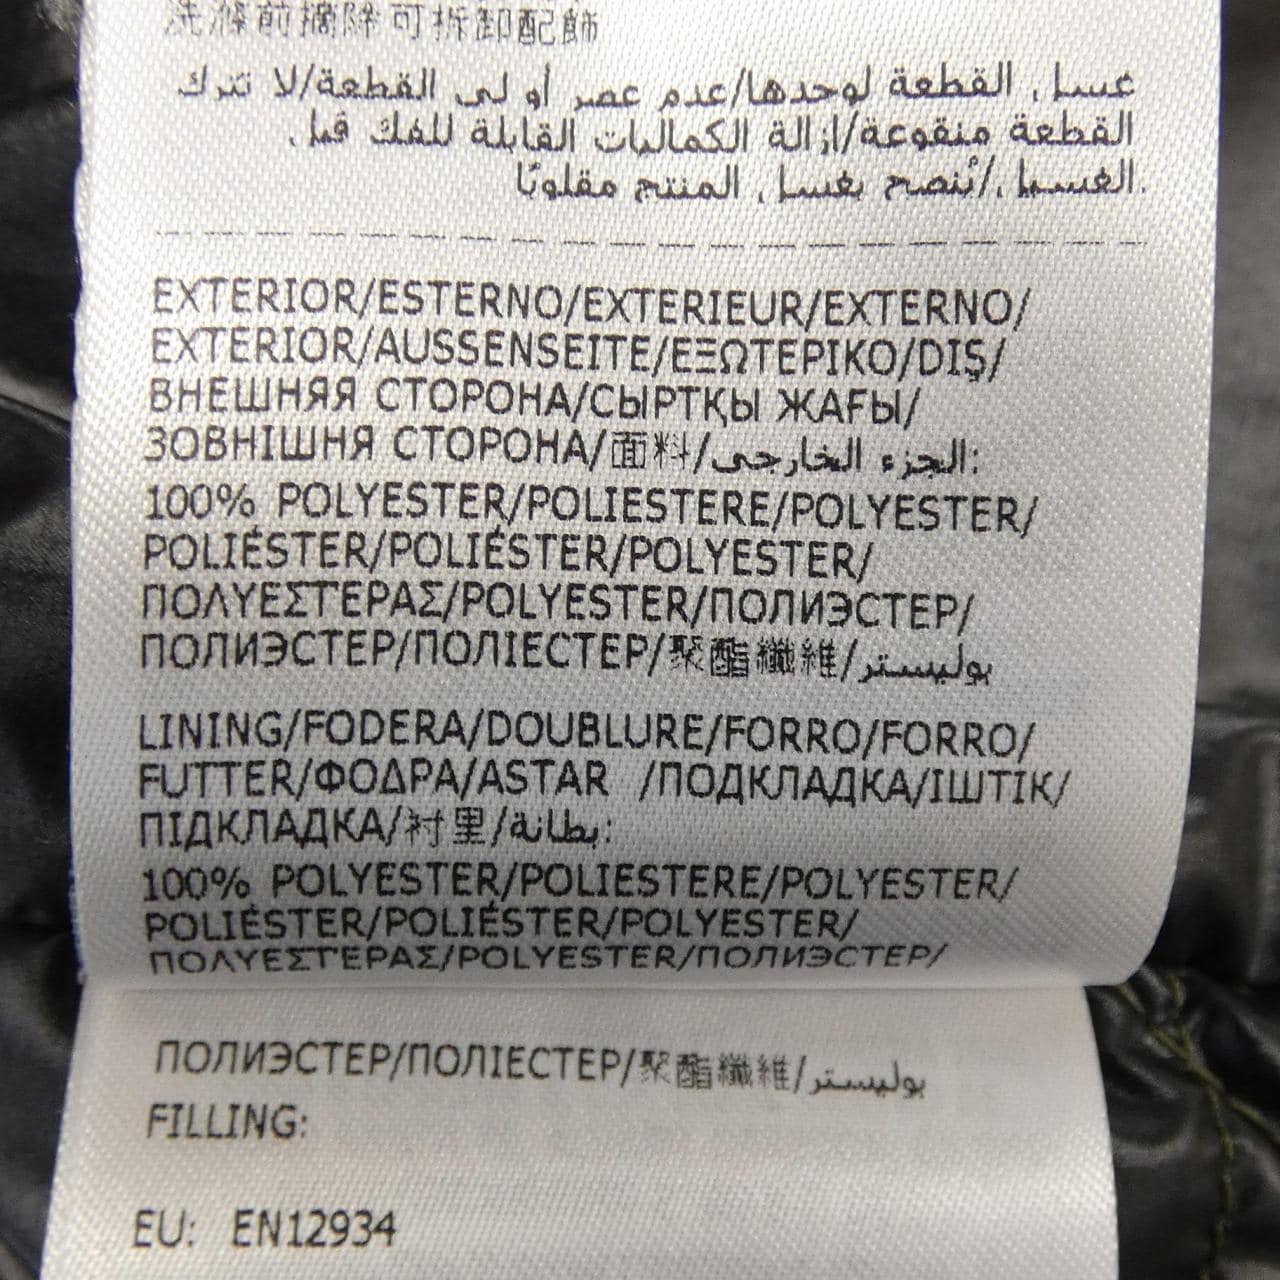 洗滌前摘除可拆卸配飾
غسل القطعة لوحدها/عدم عصر أو لي القطعة/لا تترك
القطعة منقوعة/إزالة الكماليات القابلة للفك قبل
الغسيل/يُنصح بغسل المنتج مقلوبًا.
EXTERIOR/ESTERNO/EXTERIEUR/EXTERNO/
EXTERIOR/AUSSENSEITE/ΕΞΩΤΕΡΙΚΟ/DIŞ/
ВНЕШНЯЯ СТОРОНА/СЫРТҚЫ ЖАҒЫ/
ЗОВНІШНЯ СТОРОНА/面料/الجزء الخارجي:
100% POLYESTER/POLIESTERE/POLYESTER/
POLIÉSTER/POLIÉSTER/POLYESTER/
ΠΟΛΥΕΣΤΕΡΑΣ/POLYESTER/ПОЛИЭСТЕР/
ПОЛИЭСТЕР/ПОЛІЕСТЕР/聚酯纖維/بوليستر
LINING/FODERA/DOUBLURE/FORRO/FORRO/
FUTTER/ΦΟΔΡΑ/ASTAR /ПОДКЛАДКА/ІШТІК/
ПІДКЛАДКА/衬里/بطانة:
100% POLYESTER/POLIESTERE/POLYESTER/
POLIÉSTER/POLIÉSTER/POLYESTER/
ΠΟΛΥΕΣΤΕΡΑΣ/POLYESTER/ПОЛИЭСТЕР/
ПОЛИЭСТЕР/ПОЛІЕСТЕР/聚酯纖維/بوليستر
FILLING:
EU: EN12934